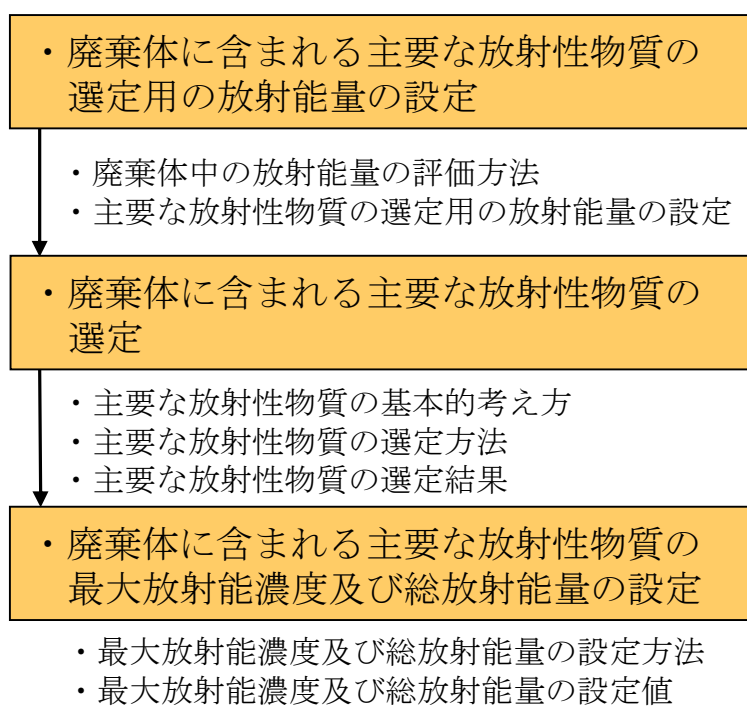 ・廃棄体に含まれる主要な放射性物質の
選定用の放射能量の設定
・廃棄体中の放射能量の評価方法
・主要な放射性物質の選定用の放射能量の設定
・廃棄体に含まれる主要な放射性物質の
選定
・主要な放射性物質の基本的考え方
・主要な放射性物質の選定方法
・主要な放射性物質の選定結果
・廃棄体に含まれる主要な放射性物質の
最大放射能濃度及び総放射能量の設定
・最大放射能濃度及び総放射能量の設定方法
・最大放射能濃度及び総放射能量の設定値